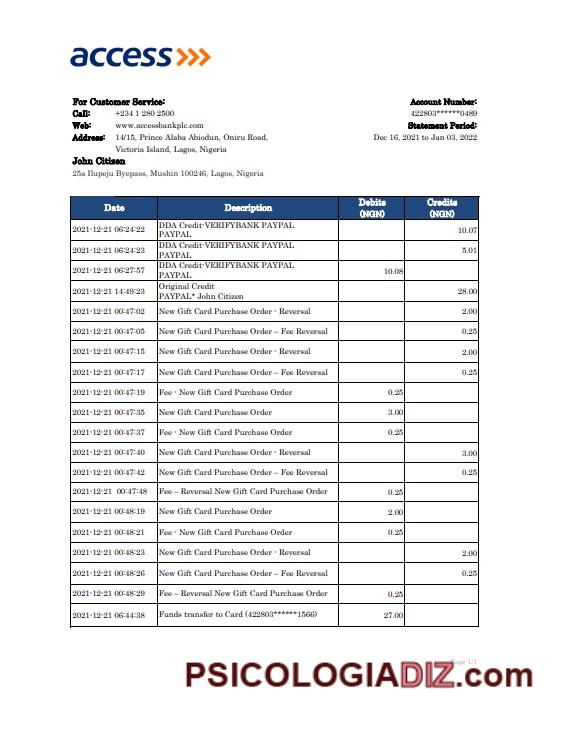 access
For Customer Service:
Call: +234 1 280 2500
Web: www.accessbankplc.com
Address: 14/15, Prince Alaba Abiodun, Oniru Road,
Victoria Island, Lagos, Nigeria
John Citizen
25a Ilupeju Byepass, Mushin 100246, Lagos, Nigeria
Account Number:
422803******0489
Statement Period:
Dec 16, 2021 to Jan 03, 2022
Date Description Debits (NGN) Credits (NGN)
2021-12-21 06:24:22 DDA Credit-VERIFYBANK PAYPAL
PAYPAL 10.07
2021-12-21 06:24:23 DDA Credit-VERIFYBANK PAYPAL
PAYPAL 5.01
2021-12-21 06:27:57 DDA Credit-VERIFYBANK PAYPAL
PAYPAL 10.08
2021-12-21 14:49:23 Original Credit
PAYPAL* John Citizen 28.00
2021-12-21 00:47:02 New Gift Card Purchase Order - Reversal 2.00
2021-12-21 00:47:05 New Gift Card Purchase Order – Fee Reversal 0.25
2021-12-21 00:47:15 New Gift Card Purchase Order - Reversal 2.00
2021-12-21 00:47:17 New Gift Card Purchase Order – Fee Reversal 0.25
2021-12-21 00:47:19 Fee - New Gift Card Purchase Order 0.25
2021-12-21 00:47:35 New Gift Card Purchase Order 3.00
2021-12-21 00:47:37 Fee - New Gift Card Purchase Order 0.25
2021-12-21 00:47:40 New Gift Card Purchase Order - Reversal 3.00
2021-12-21 00:47:42 New Gift Card Purchase Order – Fee Reversal 0.25
2021-12-21 00:47:48 Fee – Reversal New Gift Card Purchase Order 0.25
2021-12-21 00:48:19 New Gift Card Purchase Order 2.00
2021-12-21 00:48:21 Fee - New Gift Card Purchase Order 0.25
2021-12-21 00:48:23 New Gift Card Purchase Order - Reversal 2.00
2021-12-21 00:48:26 New Gift Card Purchase Order – Fee Reversal 0.25
2021-12-21 00:48:29 Fee – Reversal New Gift Card Purchase Order 0.25
2021-12-21 06:44:38 Funds transfer to Card (422803******1566) 27.00
Page 1/1
PSICOLOGIADIZ.com